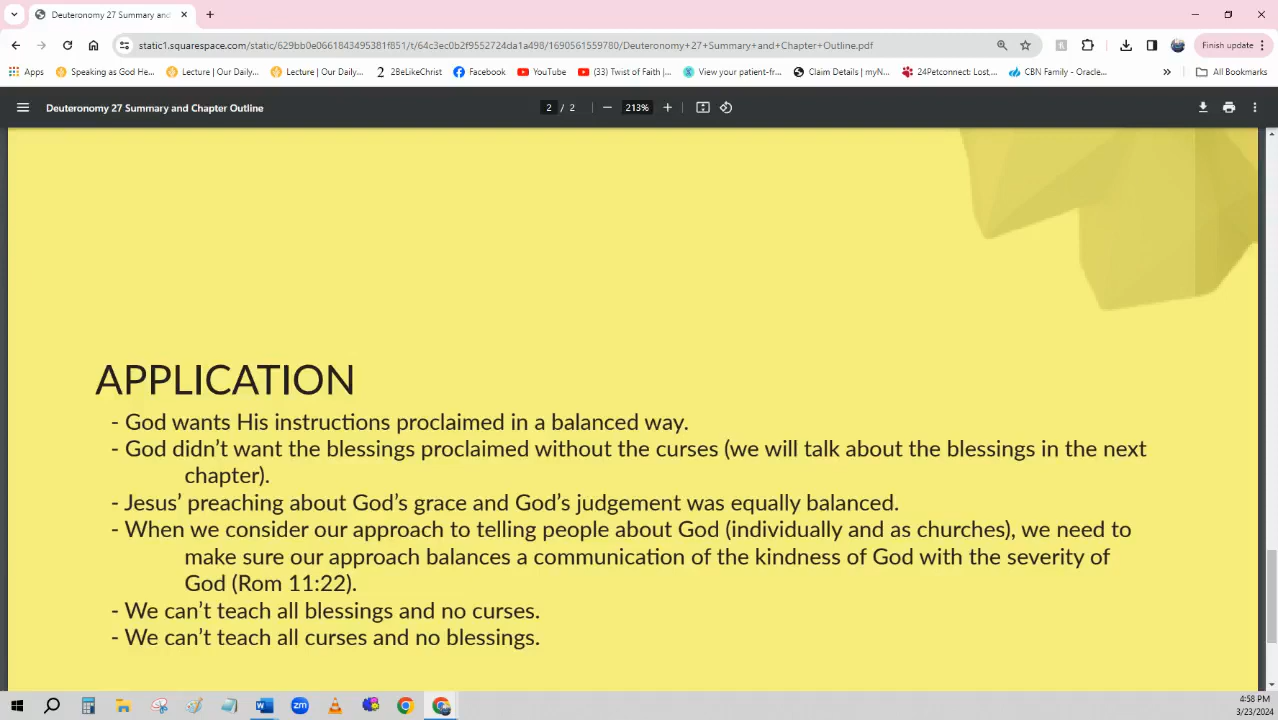 Deuteronomy 27 Summary and
static1.squarespace.com/static/629bb0e0661843f9538f0851/t/64c3ec0b2f95b2724da1a498/1690561559780/Deuteronomy+27+Summary+and+Chapter+Outline.pdf
Finish update
Apps
Speaking as God He...
Lecture | Our Daily...
Lecture | Our Daily...
2 2BeLikeChrist
Facebook
YouTube
(33) Twist of Faith |...
View your patient-fr...
Claim Details | myN...
24Petconnect: Lost,...
CBN Family - Oracle...
»
All Bookmarks
Deuteronomy 27 Summary and Chapter Outline
2 / 2
213%
APPLICATION
- God wants His instructions proclaimed in a balanced way.
- God didn't want the blessings proclaimed without the curses (we will talk about the blessings in the next
chapter).
- Jesus' preaching about God's grace and God's judgement was equally balanced.
- When we consider our approach to telling people about God (individually and as churches), we need to
make sure our approach balances a communication of the kindness of God with the severity of
God (Rom 11:22).
- We can't teach all blessings and no curses.
- We can't teach all curses and no blessings.
W
zm
4:58 PM
3/23/2024